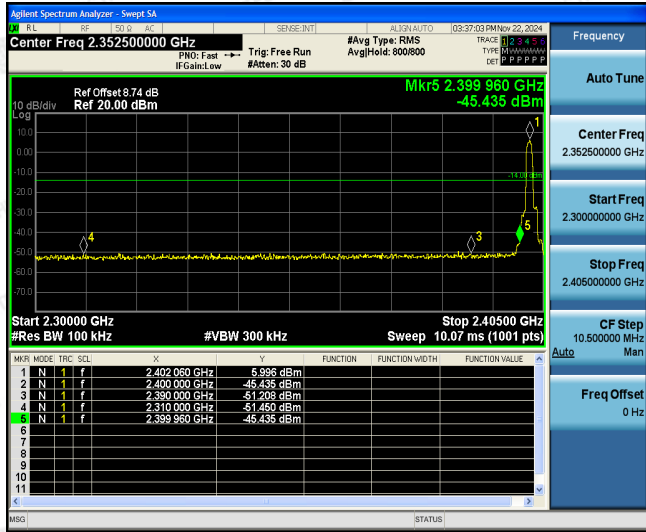 Agilent Spectrum Analyzer - Swept SA
LXI RL RF 50 Ω AC SENSE:INT ALIGN AUTO 03:37:03 PM Nov 22, 2024
Center Freq 2.352500000 GHz
PNO: Fast
IFGain:Low
Trig: Free Run
#Atten: 30 dB
#Avg Type: RMS
Avg|Hold: 800/800
TRACE 1 2 3 4 5 6
TYPE M
DET P P P P P P
Ref Offset 8.74 dB
Ref 20.00 dBm
10 dB/div
Log
Mkr5 2.399 960 GHz
-45.435 dBm
10.0
0.00
-10.0
-20.0
-30.0
-40.0
-50.0
-60.0
-70.0
-14.00 dBm
1
4
3
5
Start 2.30000 GHz
Stop 2.40500 GHz
#Res BW 100 kHz
#VBW 300 kHz
Sweep 10.07 ms (1001 pts)
MKR MODE TRC SCL X Y FUNCTION FUNCTION WIDTH FUNCTION VALUE
1 N 1 f 2.402 060 GHz 5.996 dBm
2 N 1 f 2.400 000 GHz -45.435 dBm
3 N 1 f 2.390 000 GHz -51.208 dBm
4 N 1 f 2.310 000 GHz -51.450 dBm
5 N 1 f 2.399 960 GHz -45.435 dBm
6
7
8
9
10
11
MSG
STATUS
Frequency
Auto Tune
Center Freq
2.352500000 GHz
Start Freq
2.300000000 GHz
Stop Freq
2.405000000 GHz
CF Step
10.500000 MHz
Auto Man
Freq Offset
0 Hz